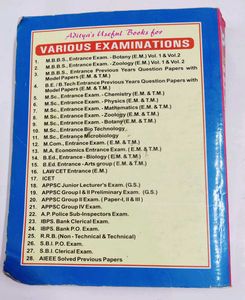 Aditya's Useful Books for
VARIOUS EXAMINATIONS
1. M.B.B.S., Entrance Exam. - Botany (E.M.) Vol. 1 & Vol. 2
2. M.B.B.S., Entrance Exam. - Zoology (E.M.) Vol. 1 & Vol. 2
3. M.B.B.S., Entrance Previous Years Question Papers with
Model Papers (E.M. & T.M.)
4. B.E. / B.Tech Entrance Previous Years Question Papers with
Model Papers (E.M. & T.M.)
5. M.Sc., Entrance Exam. - Chemistry (E.M. & T.M.)
6. M.Sc., Entrance Exam. - Physics (E.M. & T.M.)
7. M.Sc., Entrance Exam. - Mathematics (E.M. & T.M.)
8. M.Sc., Entrance Exam. - Zoology (E.M. & T.M.)
9. M.Sc., Entrance Exam. - Botany (E.M. & T.M.)
10. M.Sc., Entrance Bio Technology
11. M.Sc., Entrance Microbiology
12. M.Com., Entrance Exam. (E.M. & T.M.)
13. M.A. Economics Entrance Exam. (E.M. & T.M.)
14. B.Ed., Entrance - Biology (E.M. & T.M.)
15. B.Ed. Entrance - Arts group (E.M. & T.M.)
16. LAW CET Entrance (E.M.)
17. ICET
18. APPSC Junior Lecturer's Exam. (G.S.)
19. APPSC Group I & II Preliminary Exam. (G.S.)
20. APPSC Group II Exam. (Paper-I, II & III)
21. APPSC Group IV Exam.
22. A.P. Police Sub-Inspectors Exam.
23. IBPS. Bank Clerical Exam.
24. IBPS. Bank P.O. Exam.
25. R.R.B. (Non - Technical & Technical)
26. S.B.I. P.O. Exam.
27. S.B.I. Clerical Exam.
28. AIEEE Solved Previous Papers